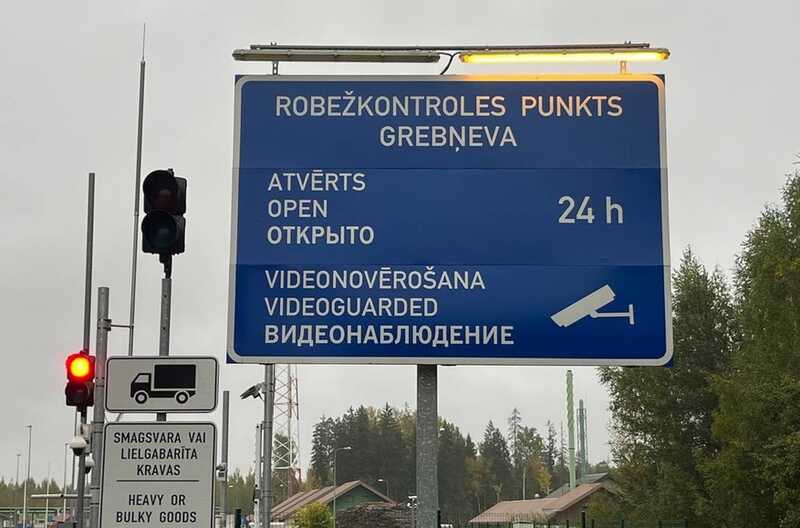 ROBEŽKONTROLES PUNKTS
GREBŅEVA
ATVĒRTS
OPEN
ОТКРЫТО
24 h
VIDEONOVĒROŠANA
VIDEOGUARDED
ВИДЕОНАБЛЮДЕНИЕ
SMAGSVARA VAI
LIELGABARĪTA
KRAVAS
HEAVY OR
BULKY GOODS